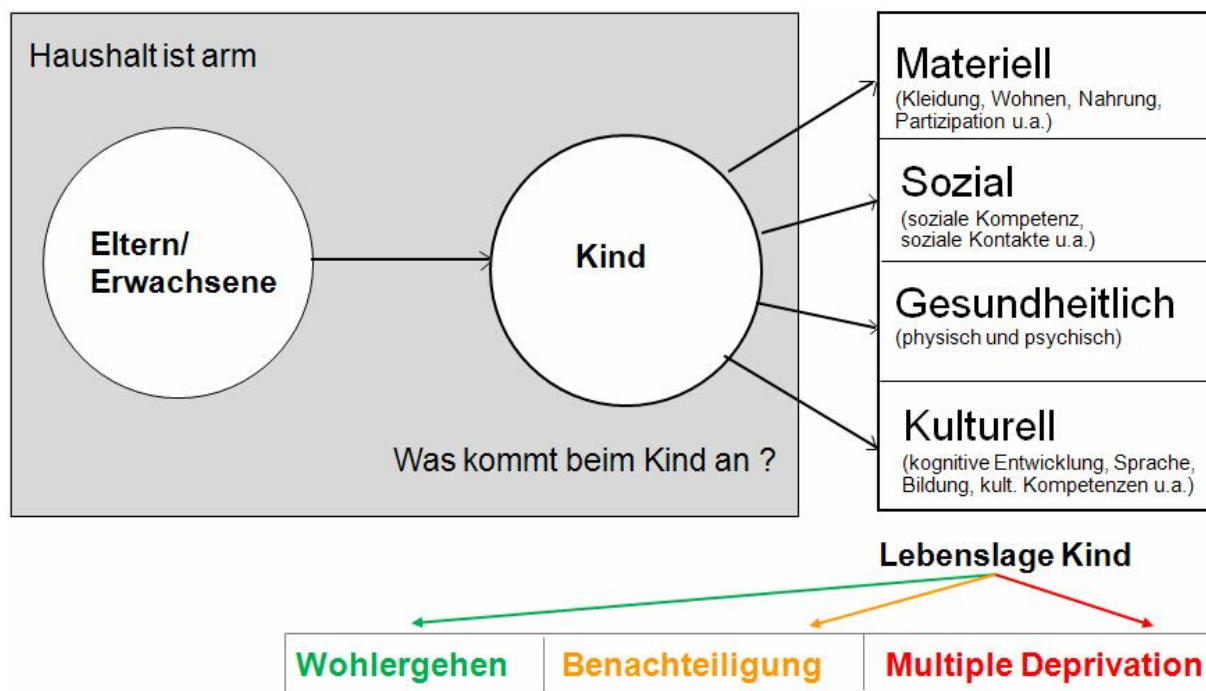 Haushalt ist arm
Eltern/
Erwachsene
Kind
Was kommt beim Kind an ?
Materiell
(Kleidung, Wohnen, Nahrung,
Partizipation u.a.)
Sozial
(soziale Kompetenz,
soziale Kontakte u.a.)
Gesundheitlich
(physisch und psychisch)
Kulturell
(kognitive Entwicklung, Sprache,
Bildung, kult. Kompetenzen u.a.)
Lebenslage Kind
Wohlergehen
Benachteiligung
Multiple Deprivation